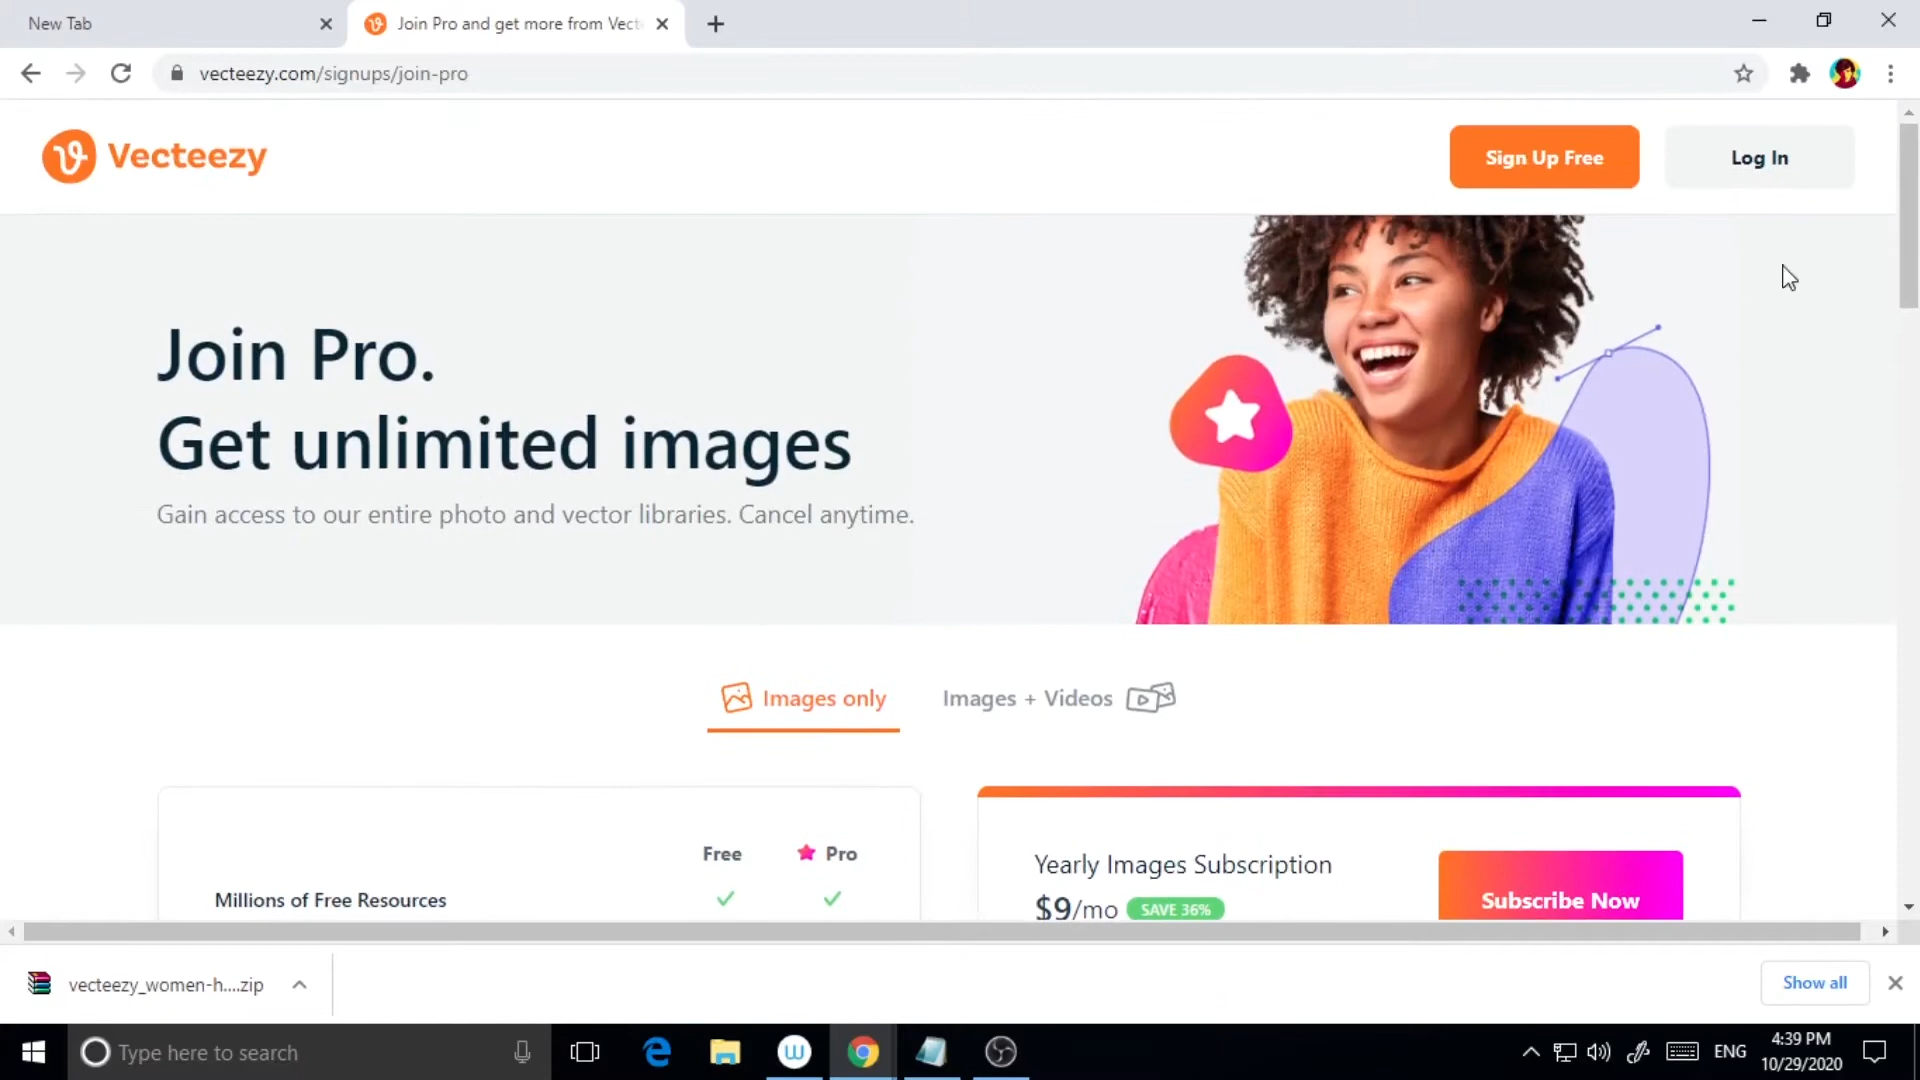 New Tab
Join Pro and get more from Vect
vecteezy.com/signups/join-pro
Vecteezy
Sign Up Free
Log In
Join Pro.
Get unlimited images
Gain access to our entire photo and vector libraries. Cancel anytime.
Images only
Images + Videos
Free
Pro
Millions of Free Resources
Yearly Images Subscription
$9/mo
SAVE 36%
Subscribe Now
vecteezy_women-h....zip
Show all
Type here to search
ENG
4:39 PM
10/29/2020